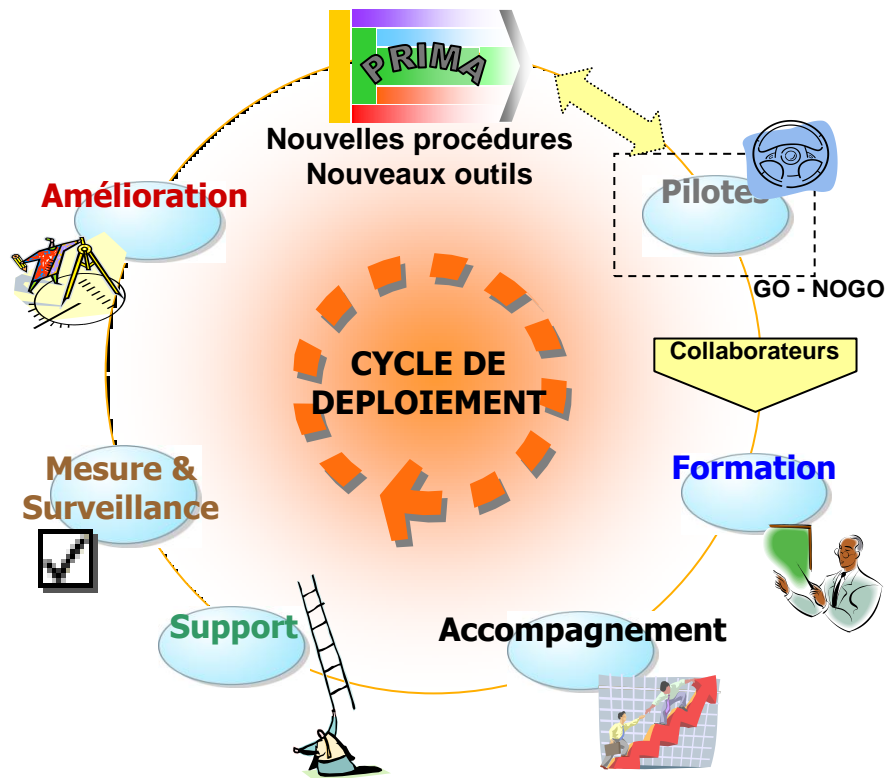 PRIMA
Nouvelles procédures
Nouveaux outils
Pilotes
GO - NOGO
Collaborateurs
Formation
Accompagnement
Support
Mesure &
Surveillance
Amélioration
CYCLE DE
DEPLOIEMENT